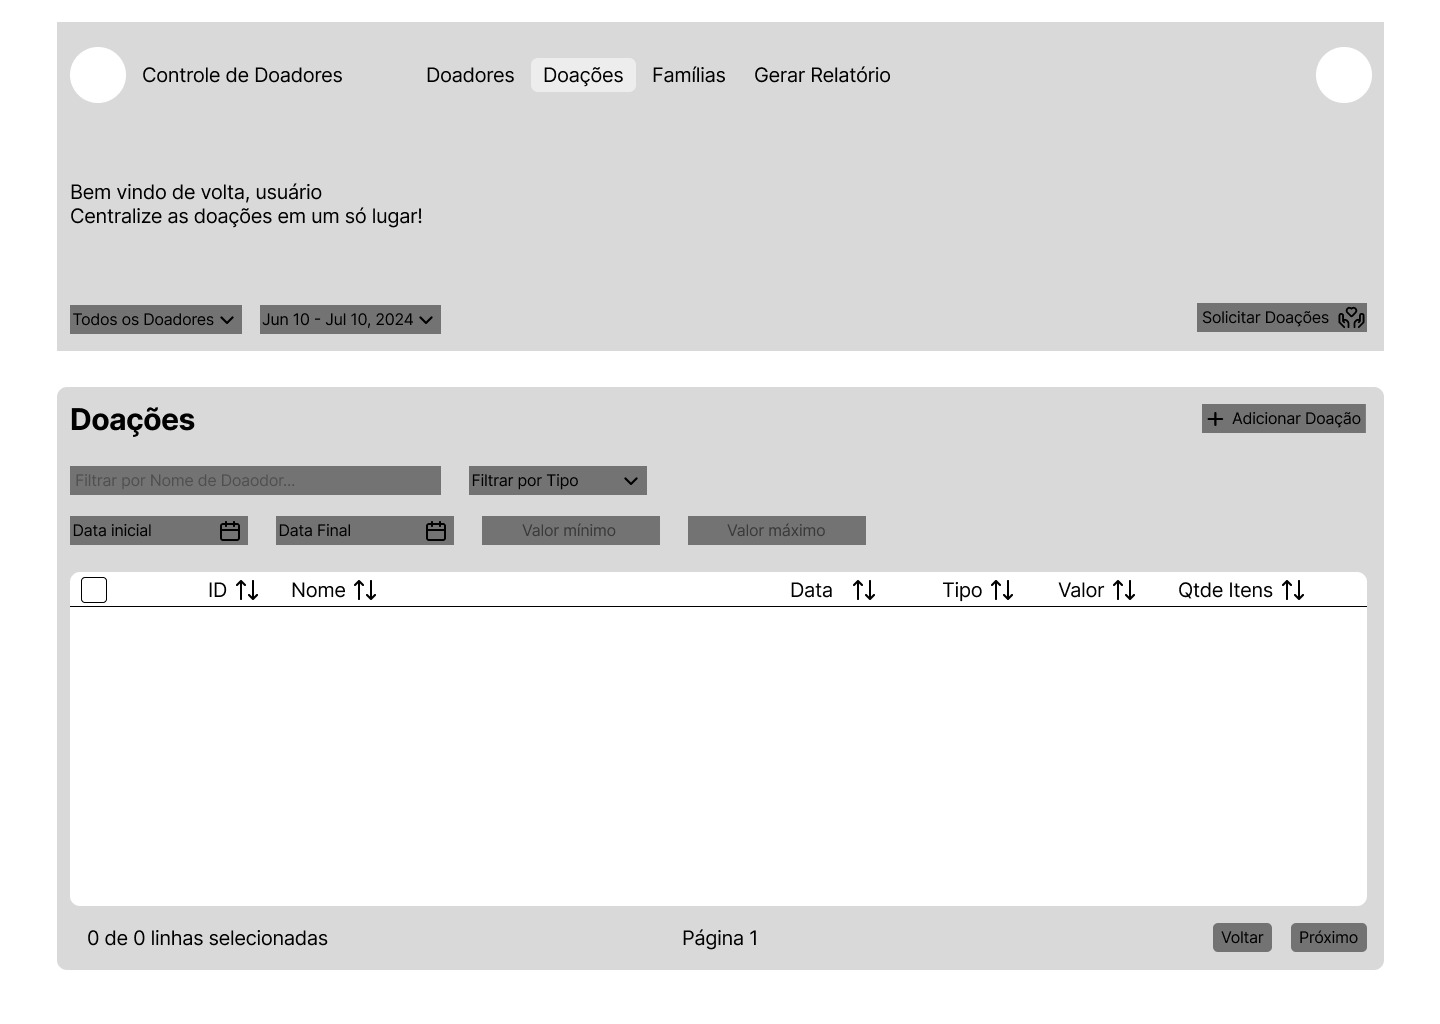 Controle de Doadores Doadores Doações Famílias Gerar Relatório
Bem vindo de volta, usuário
Centralize as doações em um só lugar!
Todos os Doadores Jun 10 - Jul 10, 2024 Solicitar Doações
Doações + Adicionar Doação
Filtrar por Nome de Doaodor... Filtrar por Tipo
Data inicial Data Final Valor mínimo Valor máximo
ID Nome Data Tipo Valor Qtde Itens
0 de 0 linhas selecionadas Página 1 Voltar Próximo